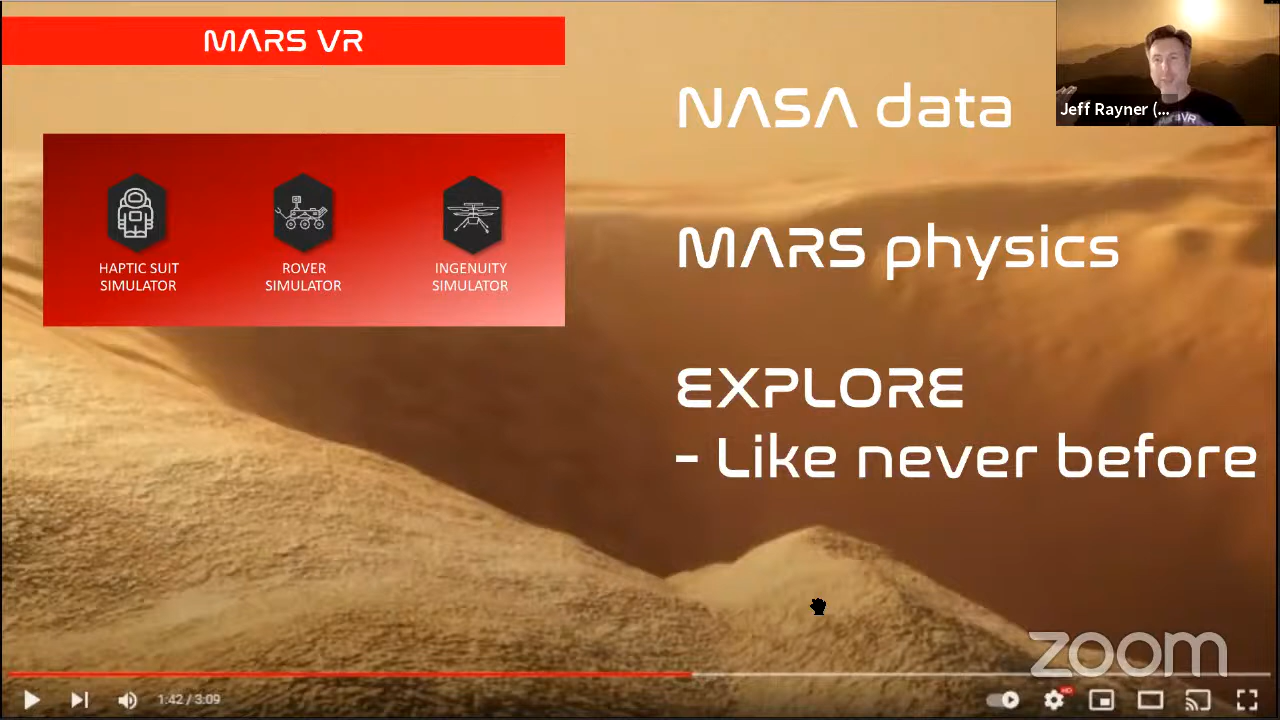 MARS VR
NASA data
Jeff Rayner (...
MARS physics
HAPTIC SUIT
SIMULATOR
ROVER
SIMULATOR
INGENUITY
SIMULATOR
EXPLORE
- Like never before
zoom
1:42 / 3:09
HD